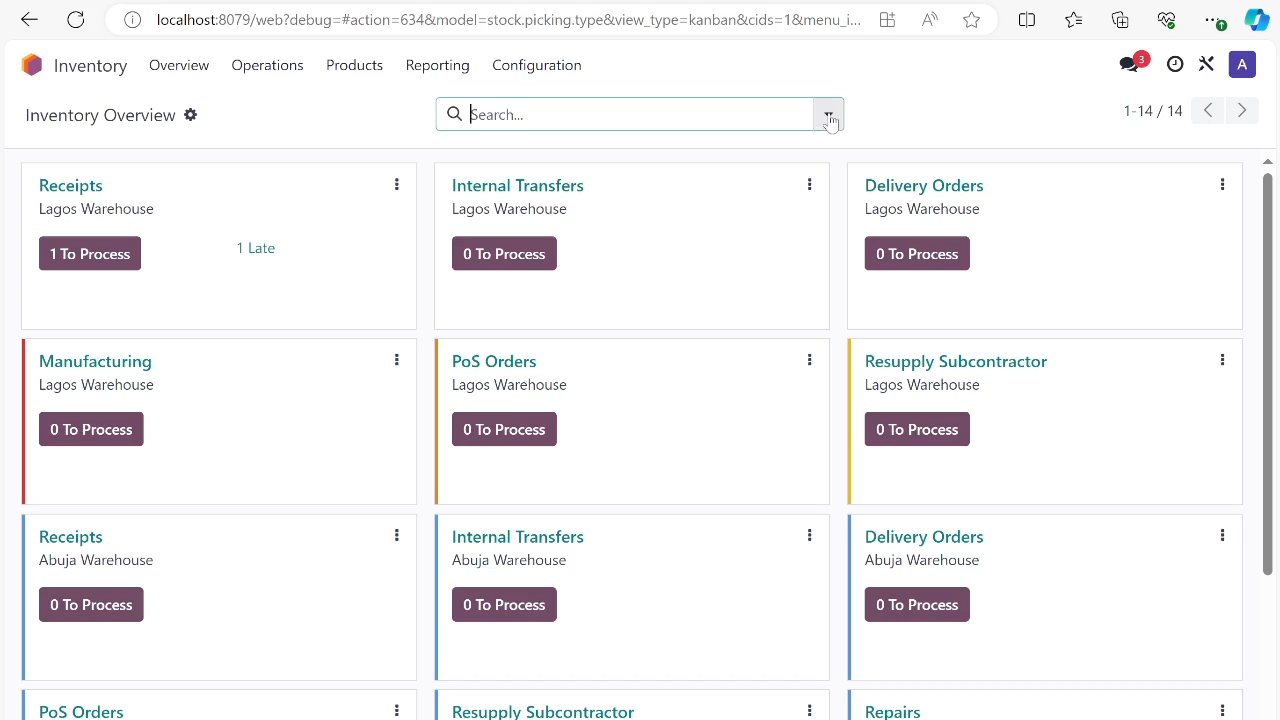 localhost:8079/web?debug=#action=634&model=stock.picking.type&view_type=kanban&cids=1&menu_i...
Inventory Overview Operations Products Reporting Configuration 3 A
Inventory Overview Search... 1-14 / 14
Receipts Internal Transfers Delivery Orders
Lagos Warehouse Lagos Warehouse Lagos Warehouse
1 To Process 1 Late 0 To Process 0 To Process
Manufacturing PoS Orders Resupply Subcontractor
Lagos Warehouse Lagos Warehouse Lagos Warehouse
0 To Process 0 To Process 0 To Process
Receipts Internal Transfers Delivery Orders
Abuja Warehouse Abuja Warehouse Abuja Warehouse
0 To Process 0 To Process 0 To Process
PoS Orders Resupply Subcontractor Repairs